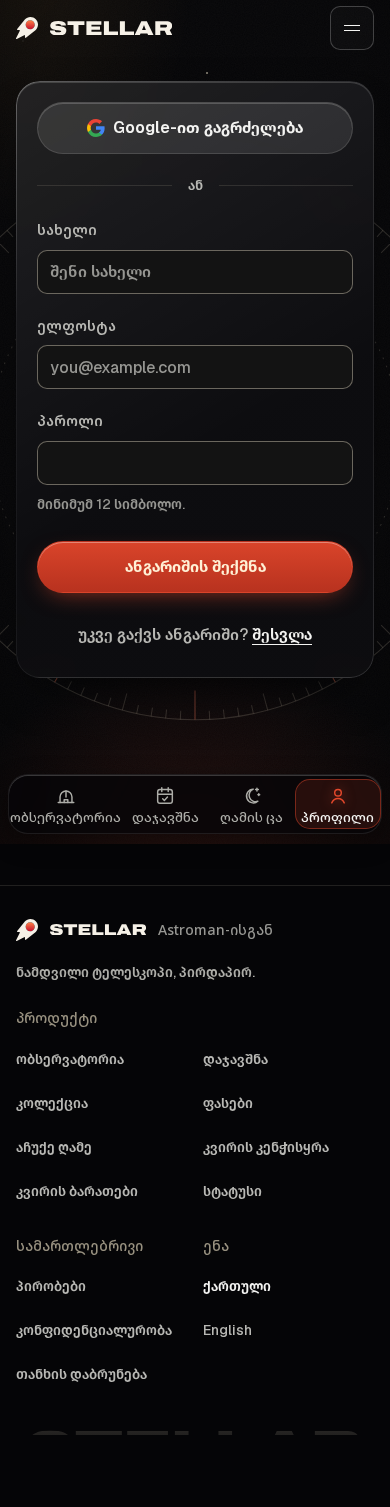 STELLAR
Google-ით გაგრძელება
ან
სახელი
შენი სახელი
ელფოსტა
you@example.com
პაროლი
მინიმუმ 12 სიმბოლო.
ანგარიშის შექმნა
უკვე გაქვს ანგარიში? შესვლა
ობსერვატორია დაჯავშნა ღამის ცა პროფილი
STELLAR Astroman-ისგან
ნამდვილი ტელესკოპი, პირდაპირ.
პროდუქტი
ობსერვატორია დაჯავშნა
კოლექცია ფასები
აჩუქე ღამე კვირის კენჭისყრა
კვირის ბარათები სტატუსი
სამართლებრივი ენა
პირობები ქართული
კონფიდენციალურობა English
თანხის დაბრუნება